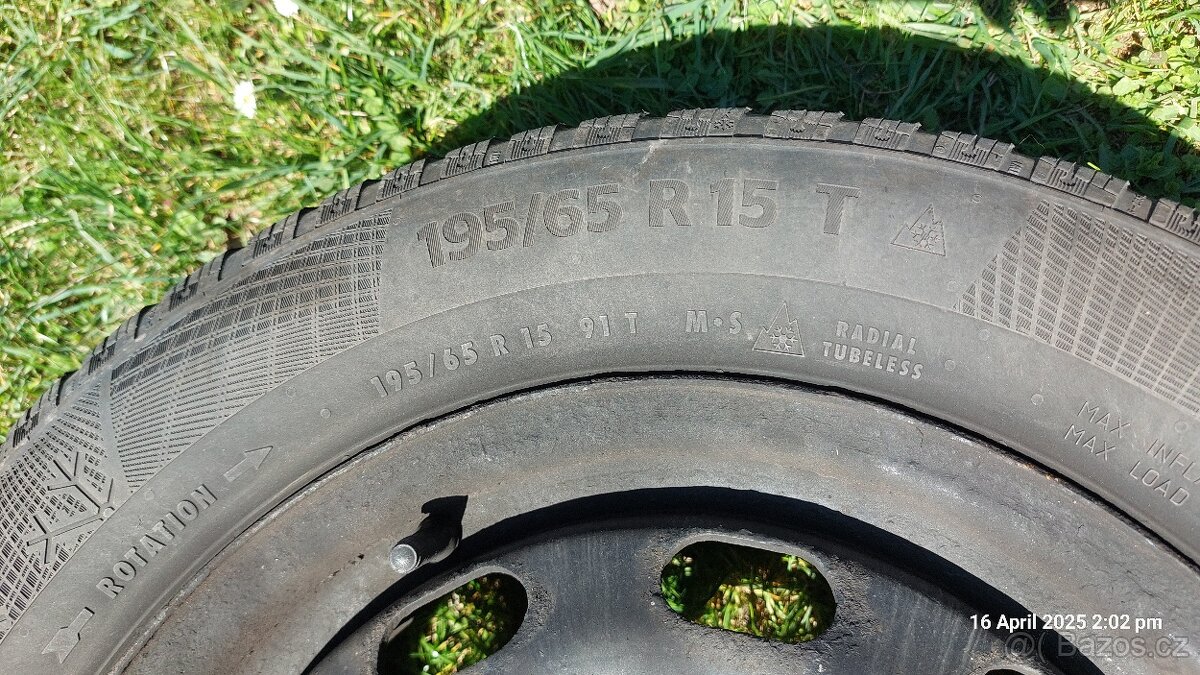 195/65 R 15 T
195/65 R 15 91 T M·S RADIAL
TUBELESS
MAX INFL
MAX LOAD
ROTATION
16 April 2025 2:02 pm
Bazos.cz